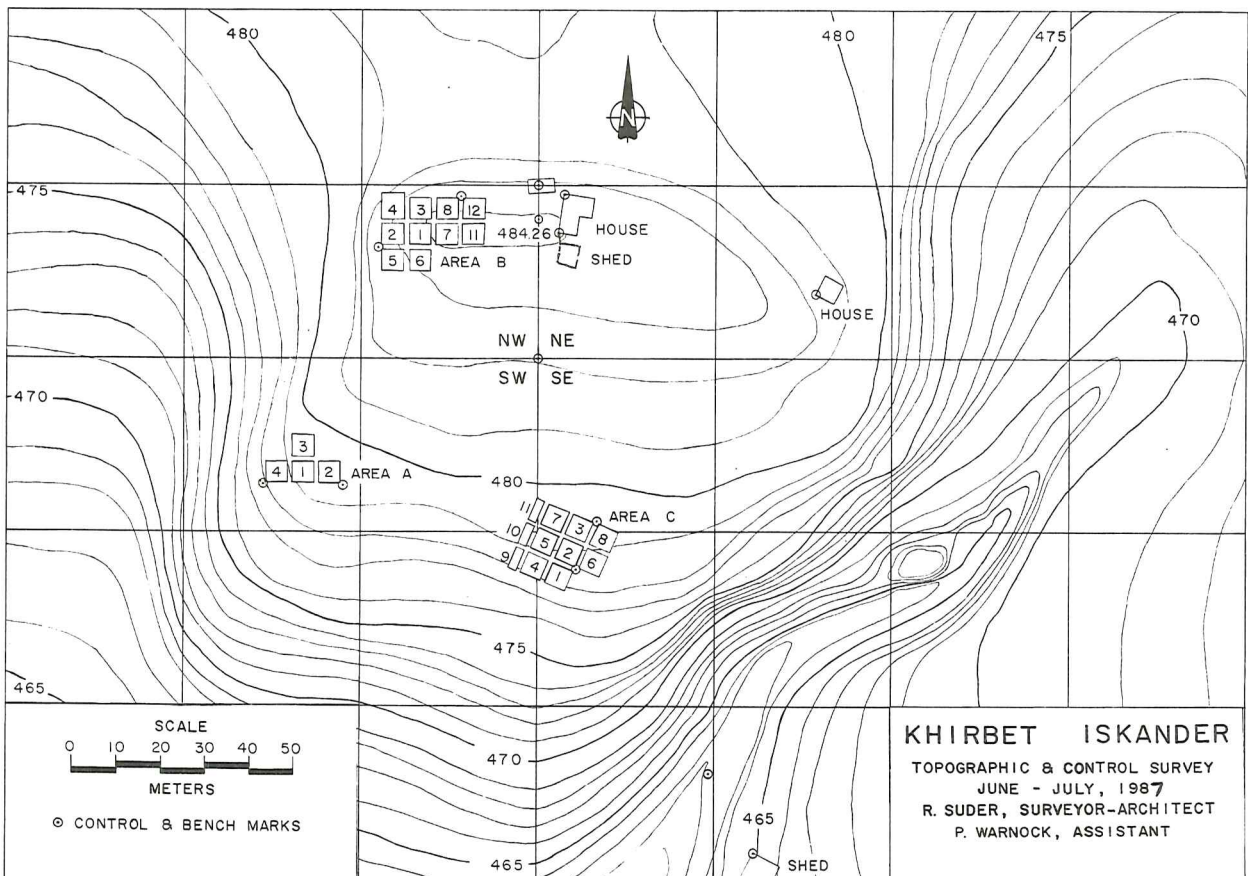 480
480
475
N
475
4 3 8 12
2 1 7 11
484.26
HOUSE
5 6
AREA B
SHED
HOUSE
470
NW NE
SW SE
470
3
4 1 2
AREA A
480
11 7 3 8
AREA C
10 5 2 6
9 4 1
475
465
470
465
465
SHED
SCALE
0 10 20 30 40 50
METERS
⊙ CONTROL & BENCH MARKS
KHIRBET ISKANDER
TOPOGRAPHIC & CONTROL SURVEY
JUNE - JULY, 1987
R. SUDER, SURVEYOR-ARCHITECT
P. WARNOCK, ASSISTANT